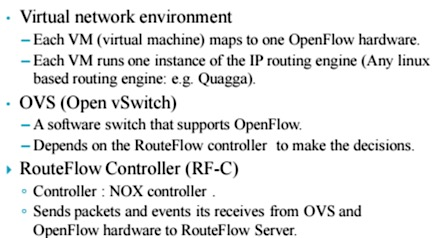 • Virtual network environment
– Each VM (virtual machine) maps to one OpenFlow hardware.
– Each VM runs one instance of the IP routing engine (Any linux
based routing engine: e.g. Quagga).
• OVS (Open vSwitch)
– A software switch that supports OpenFlow.
– Depends on the RouteFlow controller to make the decisions.
▸ RouteFlow Controller (RF-C)
◦ Controller : NOX controller .
◦ Sends packets and events its receives from OVS and
OpenFlow hardware to RouteFlow Server.